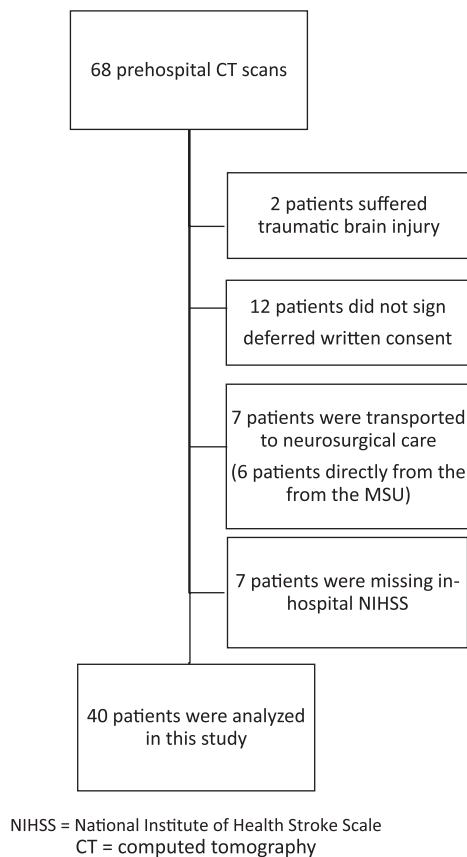 68 prehospital CT scans
2 patients suffered
traumatic brain injury
12 patients did not sign
deferred written consent
7 patients were transported
to neurosurgical care
(6 patients directly from the
from the MSU)
7 patients were missing in-
hospital NIHSS
40 patients were analyzed
in this study
NIHSS = National Institute of Health Stroke Scale
CT = computed tomography